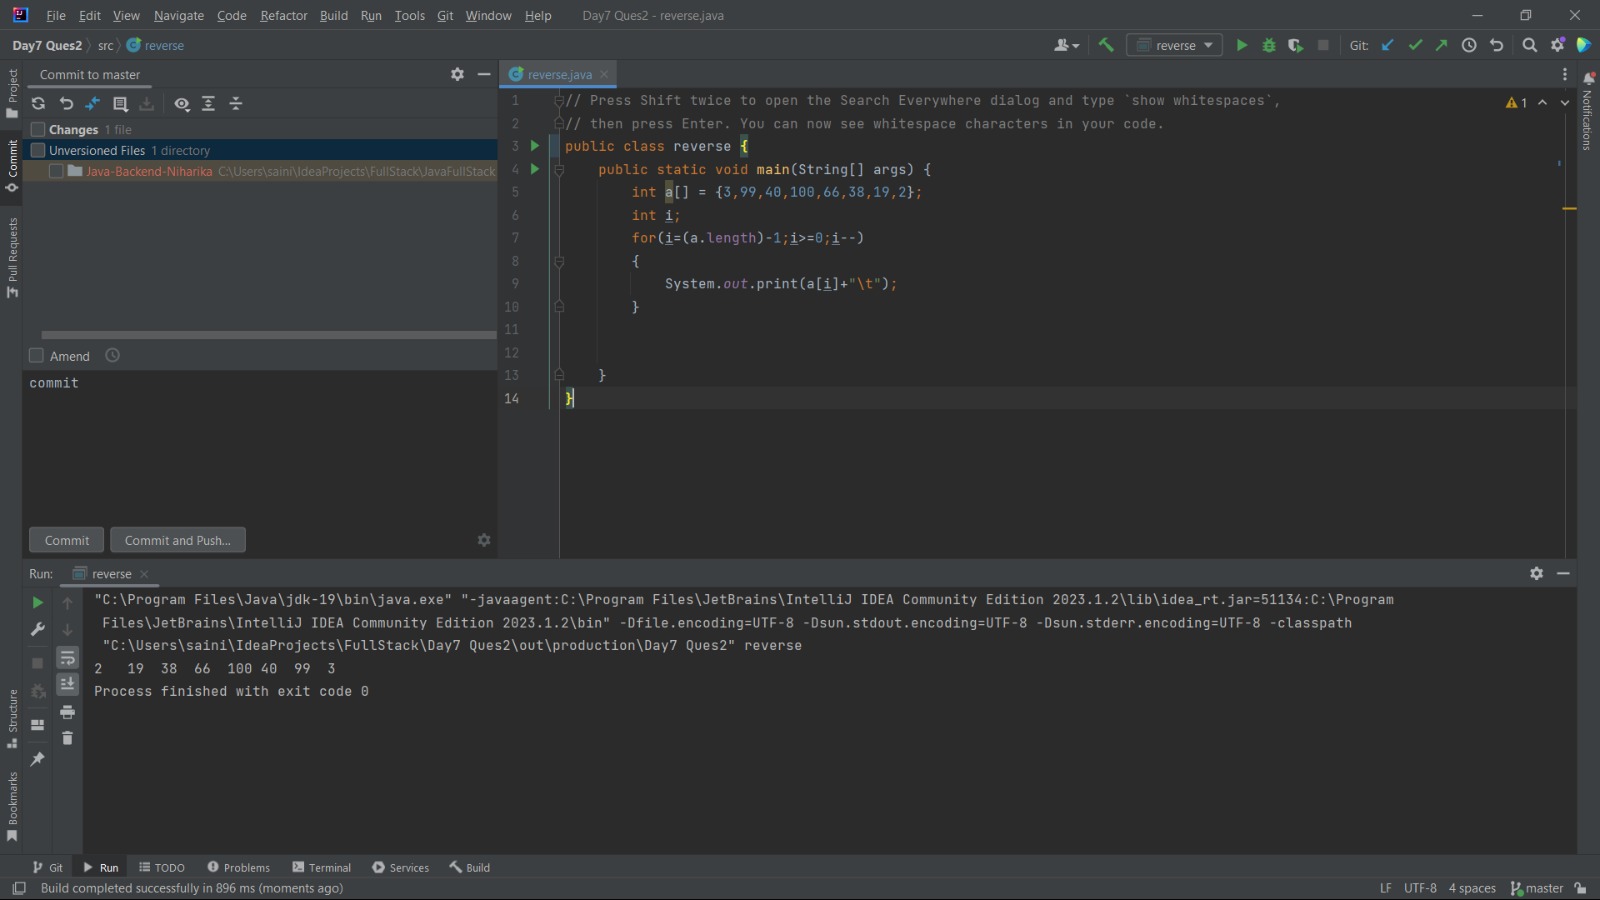 File Edit View Navigate Code Refactor Build Run Tools Git Window Help Day7 Ques2 - reverse.java
Day7 Ques2 src reverse
reverse Git:
Project
Commit
Pull Requests
Structure
Bookmarks
Notifications
Commit to master
Changes 1 file
Unversioned Files 1 directory
Java-Backend-Niharika C:\Users\saini\IdeaProjects\FullStack\JavaFullStack
Amend
commit
Commit Commit and Push...
reverse.java
1
1 // Press Shift twice to open the Search Everywhere dialog and type `show whitespaces`,
2 // then press Enter. You can now see whitespace characters in your code.
3 public class reverse {
4 public static void main(String[] args) {
5 int a[] = {3,99,40,100,66,38,19,2};
6 int i;
7 for(i=(a.length)-1;i>=0;i--)
8 {
9 System.out.print(a[i]+"\t");
10 }
11
12
13 }
14 }
Run: reverse
"C:\Program Files\Java\jdk-19\bin\java.exe" "-javaagent:C:\Program Files\JetBrains\IntelliJ IDEA Community Edition 2023.1.2\lib\idea_rt.jar=51134:C:\Program
Files\JetBrains\IntelliJ IDEA Community Edition 2023.1.2\bin" -Dfile.encoding=UTF-8 -Dsun.stdout.encoding=UTF-8 -Dsun.stderr.encoding=UTF-8 -classpath
"C:\Users\saini\IdeaProjects\FullStack\Day7 Ques2\out\production\Day7 Ques2" reverse
2 19 38 66 100 40 99 3
Process finished with exit code 0
Git Run TODO Problems Terminal Services Build
Build completed successfully in 896 ms (moments ago) LF UTF-8 4 spaces master